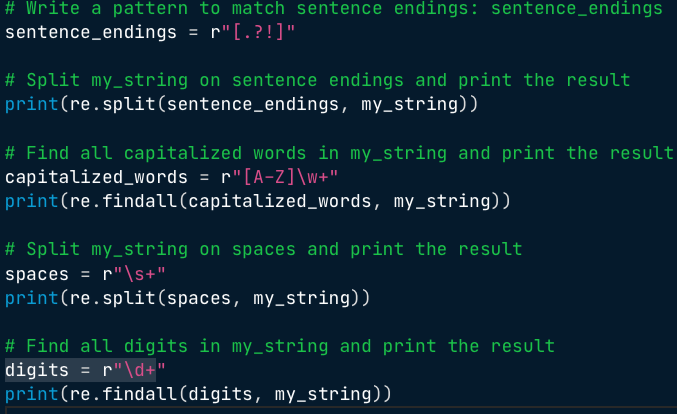 # Write a pattern to match sentence endings: sentence_endings
sentence_endings = r"[.?!]"
# Split my_string on sentence endings and print the result
print(re.split(sentence_endings, my_string))
# Find all capitalized words in my_string and print the result
capitalized_words = r"[A-Z]\w+"
print(re.findall(capitalized_words, my_string))
# Split my_string on spaces and print the result
spaces = r"\s+"
print(re.split(spaces, my_string))
# Find all digits in my_string and print the result
digits = r"\d+"
print(re.findall(digits, my_string))